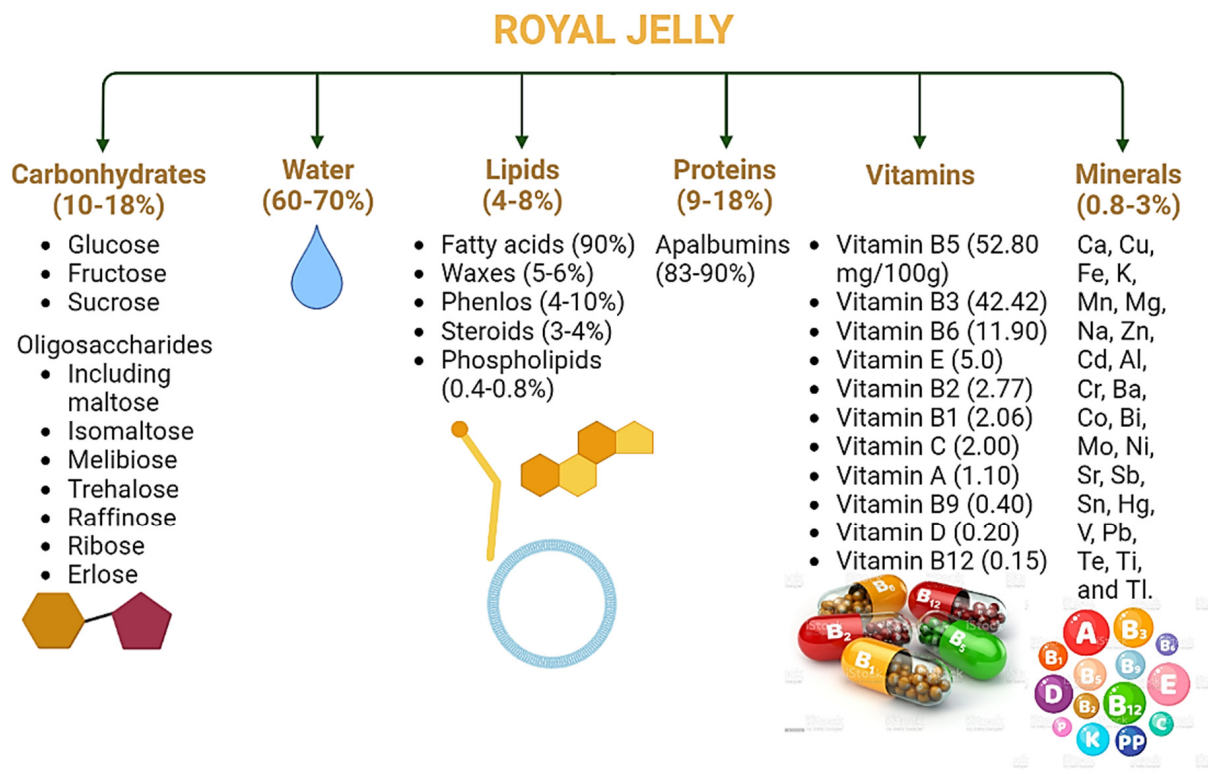 ROYAL JELLY
Carbonhydrates
(10-18%)
• Glucose
• Fructose
• Sucrose
Oligosaccharides
• Including
maltose
• Isomaltose
• Melibiose
• Trehalose
• Raffinose
• Ribose
• Erlose
Water
(60-70%)
Lipids
(4-8%)
• Fatty acids (90%)
• Waxes (5-6%)
• Phenlos (4-10%)
• Steroids (3-4%)
• Phospholipids
(0.4-0.8%)
Proteins
(9-18%)
Apalbumins
(83-90%)
Vitamins
• Vitamin B5 (52.80
mg/100g)
• Vitamin B3 (42.42)
• Vitamin B6 (11.90)
• Vitamin E (5.0)
• Vitamin B2 (2.77)
• Vitamin B1 (2.06)
• Vitamin C (2.00)
• Vitamin A (1.10)
• Vitamin B9 (0.40)
• Vitamin D (0.20)
• Vitamin B12 (0.15)
B12
B2
B5
B1
iStock
Minerals
(0.8-3%)
Ca, Cu,
Fe, K,
Mn, Mg,
Na, Zn,
Cd, Al,
Cr, Ba,
Co, Bi,
Mo, Ni,
Sr, Sb,
Sn, Hg,
V, Pb,
Te, Ti,
and Tl.
A B3
B6
B1
B5 B9
D E
B2 B12
P C
K PP